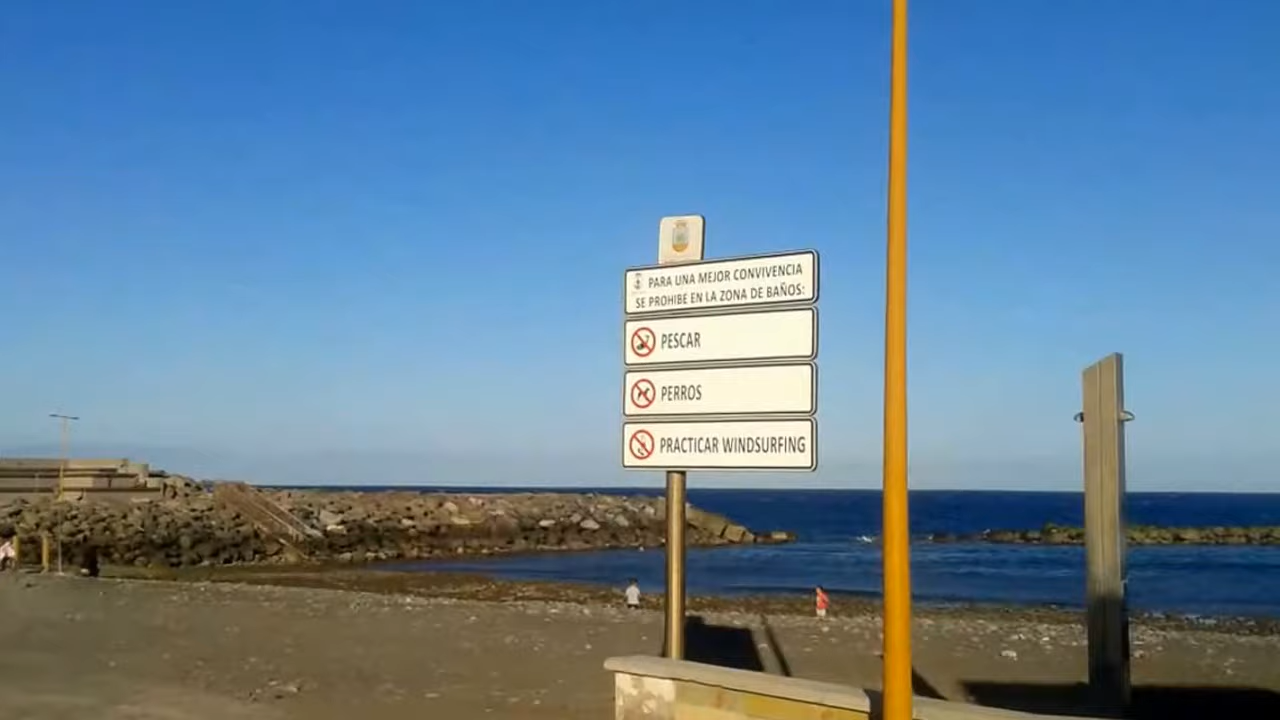 PARA UNA MEJOR CONVIVENCIA
SE PROHIBE EN LA ZONA DE BAÑOS:
PESCAR
PERROS
PRACTICAR WINDSURFING